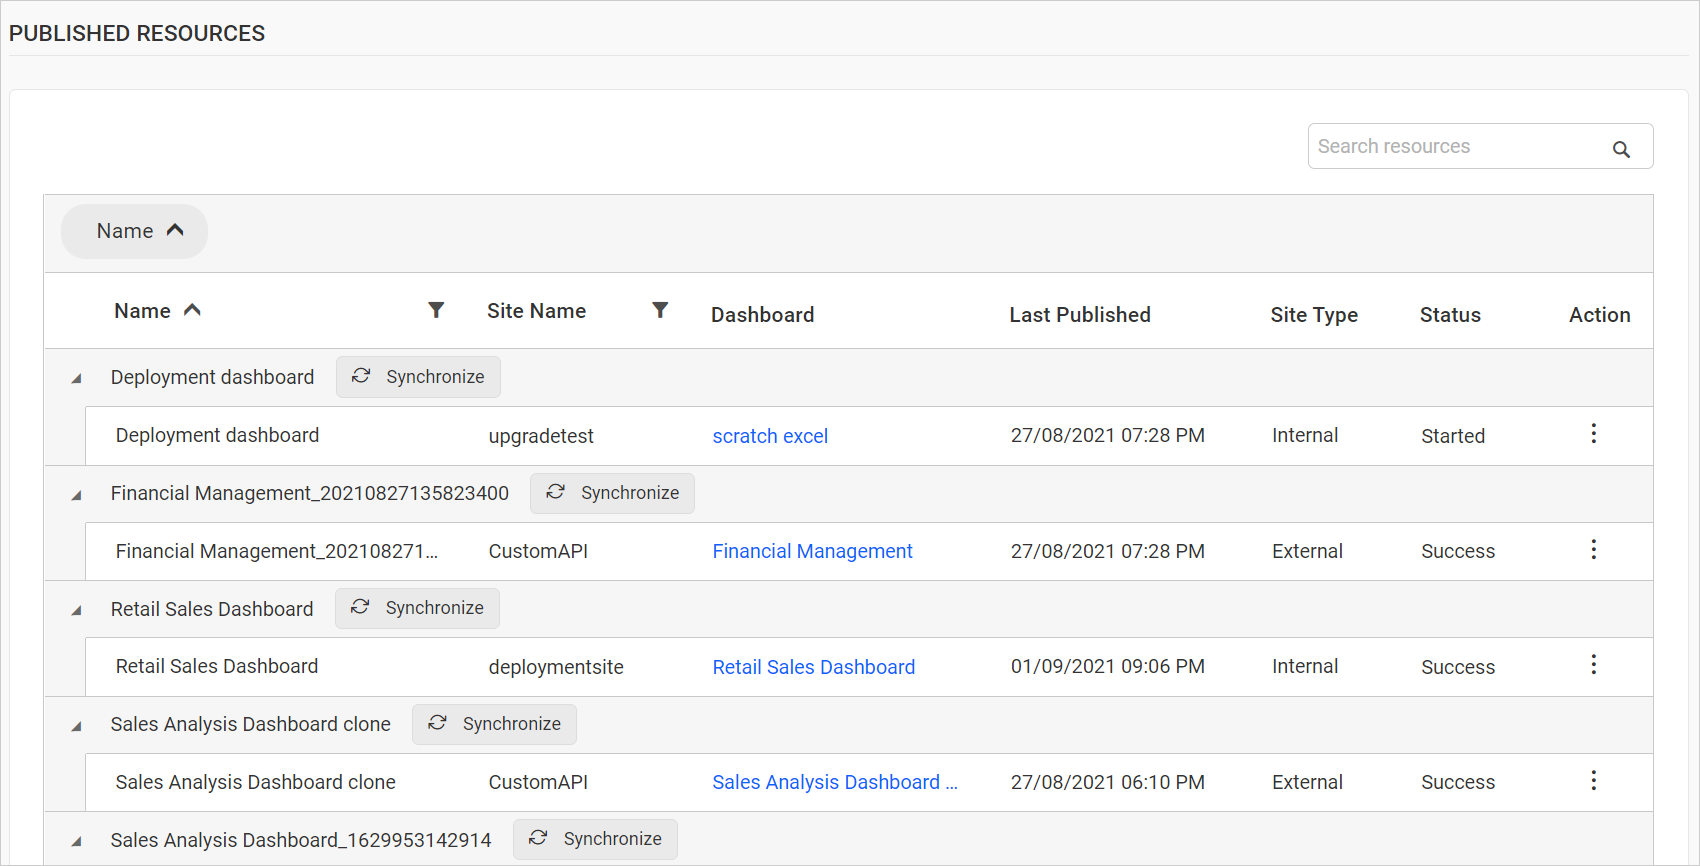 PUBLISHED RESOURCES
Search resources
Name
Name Site Name Dashboard Last Published Site Type Status Action
Deployment dashboard Synchronize
Deployment dashboard upgradetest scratch excel 27/08/2021 07:28 PM Internal Started
Financial Management_20210827135823400 Synchronize
Financial Management_202108271... CustomAPI Financial Management 27/08/2021 07:28 PM External Success
Retail Sales Dashboard Synchronize
Retail Sales Dashboard deploymentsite Retail Sales Dashboard 01/09/2021 09:06 PM Internal Success
Sales Analysis Dashboard clone Synchronize
Sales Analysis Dashboard clone CustomAPI Sales Analysis Dashboard ... 27/08/2021 06:10 PM External Success
Sales Analysis Dashboard_1629953142914 Synchronize